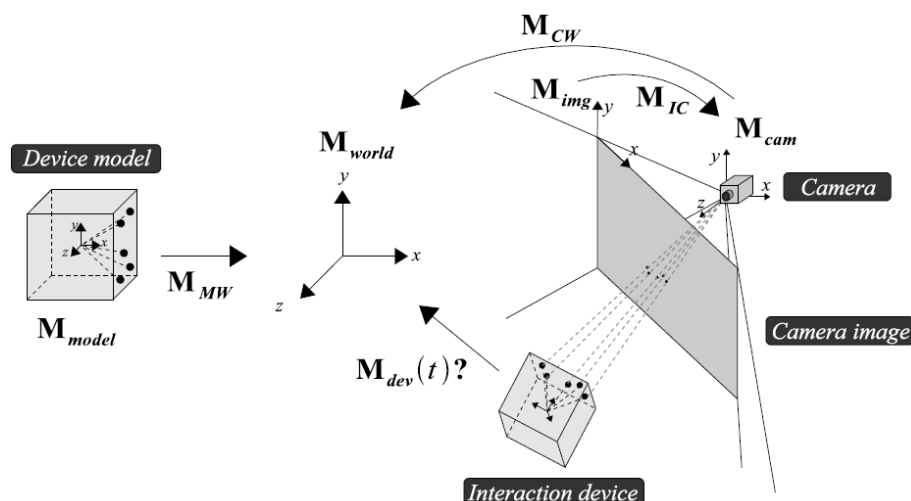 M_CW
M_img
y
M_IC
M_cam
x
y
x
z
Camera
Device model
y
x
z
M_model
M_MW
M_world
y
x
z
Camera image
M_dev(t)?
Interaction device